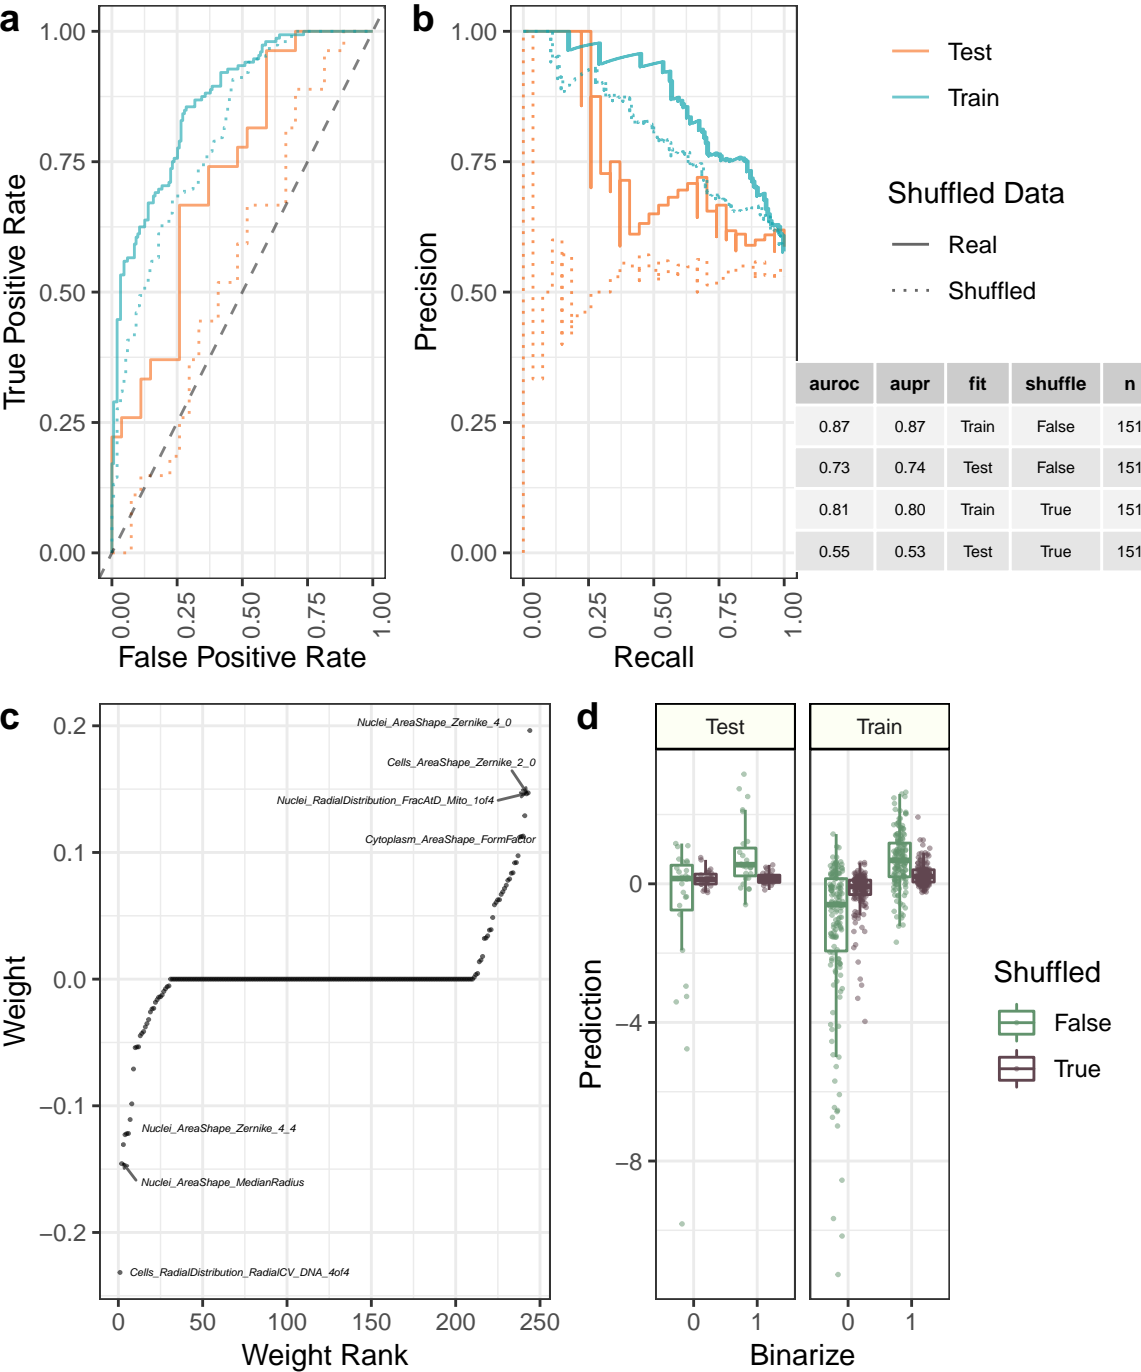 a
1.00
0.75
0.50
0.25
0.00
True Positive Rate
0.00
0.25
0.50
0.75
1.00
False Positive Rate
b
1.00
0.75
0.50
0.25
0.00
Precision
0.00
0.25
0.50
0.75
1.00
Recall
Test
Train
Shuffled Data
Real
Shuffled
auroc aupr fit shuffle n
0.87 0.87 Train False 151
0.73 0.74 Test False 151
0.81 0.80 Train True 151
0.55 0.53 Test True 151
c
0.2
0.1
0.0
−0.1
−0.2
Weight
Nuclei_AreaShape_Zernike_4_0
Cells_AreaShape_Zernike_2_0
Nuclei_RadialDistribution_FracAtD_Mito_1of4
Cytoplasm_AreaShape_FormFactor
Nuclei_AreaShape_Zernike_4_4
Nuclei_AreaShape_MedianRadius
Cells_RadialDistribution_RadialCV_DNA_4of4
0 50 100 150 200 250
Weight Rank
d
Test Train
0
−4
−8
Prediction
0 1 0 1
Binarize
Shuffled
False
True